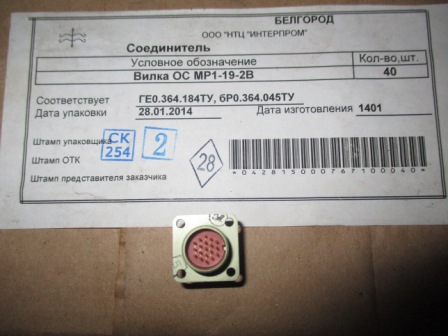 БЕЛГОРОД
ООО "НТЦ "ИНТЕРПРОМ"
Соединитель
Условное обозначение
Кол-во,шт.
Вилка ОС МР1-19-2В
40
Соответствует ГЕ0.364.184ТУ, бР0.364.045ТУ
Дата упаковки 28.01.2014 Дата изготовления 1401
Штамп упаковщика СК 254 2
Штамп ОТК 28
Штамп представителя заказчика
*042815000767100040*